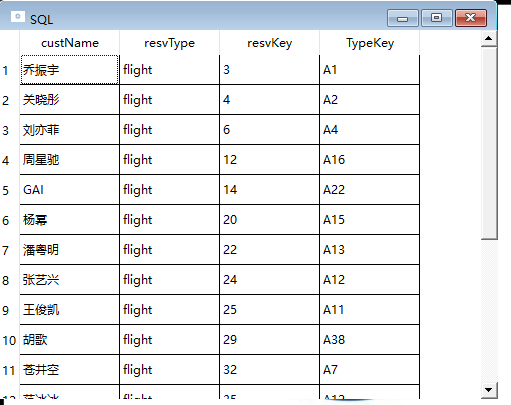 SQL
custName resvType resvKey TypeKey
1 乔振宇 flight 3 A1
2 关晓彤 flight 4 A2
3 刘亦菲 flight 6 A4
4 周星驰 flight 12 A16
5 GAI flight 14 A22
6 杨幂 flight 20 A15
7 潘粤明 flight 22 A13
8 张艺兴 flight 24 A12
9 王俊凯 flight 25 A11
10 胡歌 flight 29 A38
11 苍井空 flight 32 A7
flight